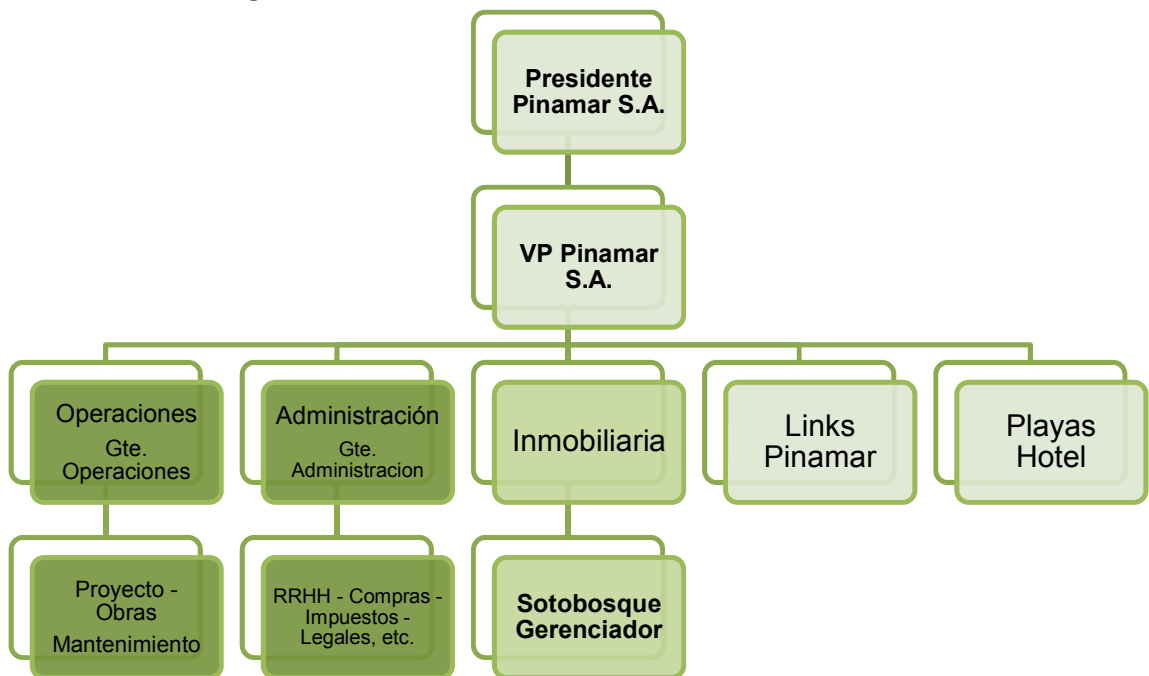 Presidente
Pinamar S.A.
VP Pinamar
S.A.
Operaciones
Gte.
Operaciones
Administración
Gte.
Administracion
Inmobiliaria
Links
Pinamar
Playas
Hotel
Proyecto -
Obras
Mantenimiento
RRHH - Compras -
Impuestos -
Legales, etc.
Sotobosque
Gerenciador